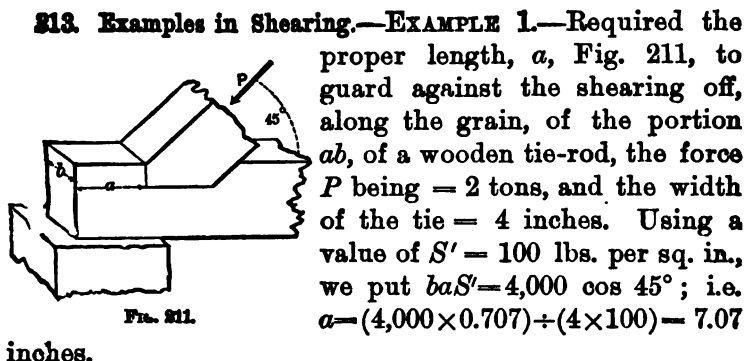 213. Examples in Shearing.—EXAMPLE 1.—Required the
proper length, a, Fig. 211, to
guard against the shearing off,
along the grain, of the portion
ab, of a wooden tie-rod, the force
P being = 2 tons, and the width
of the tie = 4 inches. Using a
value of S′ = 100 lbs. per sq. in.,
we put baS′=4,000 cos 45°; i.e.
a=(4,000×0.707)÷(4×100)= 7.07
inches.
P
45°
b
a
FIG. 211.